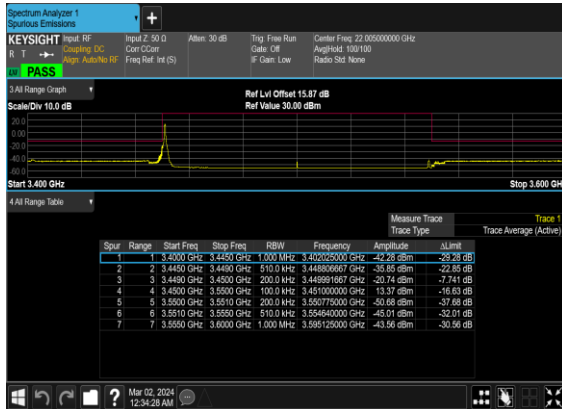 Spectrum Analyzer 1
Spurious Emissions
+
KEYSIGHT Input: RF Input Z: 50 Ω Atten: 30 dB Trig: Free Run Center Freq: 22.005000000 GHz
R T Coupling: DC Corr CCorr Gate: Off Avg|Hold: 100/100
Align: Auto/No RF Freq Ref: Int (S) IF Gain: Low Radio Std: None
LU PASS
3 All Range Graph
Ref Lvl Offset 15.87 dB
Scale/Div 10.0 dB Ref Value 30.00 dBm
20.0
0.00
-20.0
-40.0
-60.0
Start 3.400 GHz Stop 3.600 GH
4 All Range Table
Measure Trace Trace 1
Trace Type Trace Average (Active)
Spur Range Start Freq Stop Freq RBW Frequency Amplitude ΔLimit
1 1 3.4000 GHz 3.4450 GHz 1.000 MHz 3.402025000 GHz -42.28 dBm -29.28 dB
2 2 3.4450 GHz 3.4490 GHz 510.0 kHz 3.448806667 GHz -35.85 dBm -22.85 dB
3 3 3.4490 GHz 3.4500 GHz 200.0 kHz 3.449991667 GHz -20.74 dBm -7.741 dB
4 4 3.4500 GHz 3.5500 GHz 100.0 kHz 3.451000000 GHz 13.37 dBm -16.63 dB
5 5 3.5500 GHz 3.5510 GHz 200.0 kHz 3.550775000 GHz -50.68 dBm -37.68 dB
6 6 3.5510 GHz 3.5550 GHz 510.0 kHz 3.554640000 GHz -45.01 dBm -32.01 dB
7 7 3.5550 GHz 3.6000 GHz 1.000 MHz 3.595125000 GHz -43.56 dBm -30.56 dB
? Mar 02, 2024
12:34:28 AM